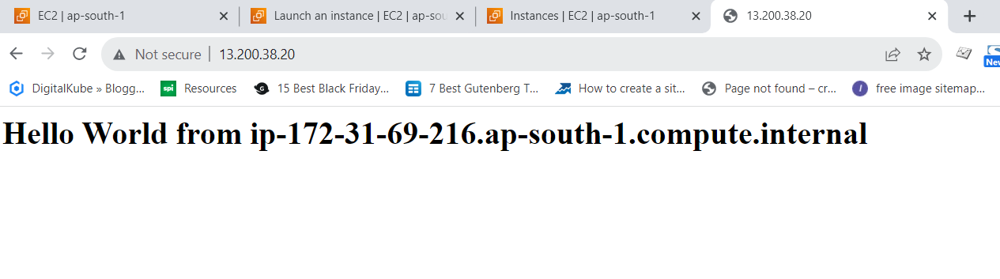 EC2 | ap-south-1 Launch an instance | EC2 | ap-sou Instances | EC2 | ap-south-1 13.200.38.20
Not secure | 13.200.38.20
New
DigitalKube » Blogg... spi Resources 15 Best Black Friday... 7 Best Gutenberg T... How to create a sit... Page not found – cr... I free image sitemap...
Hello World from ip-172-31-69-216.ap-south-1.compute.internal